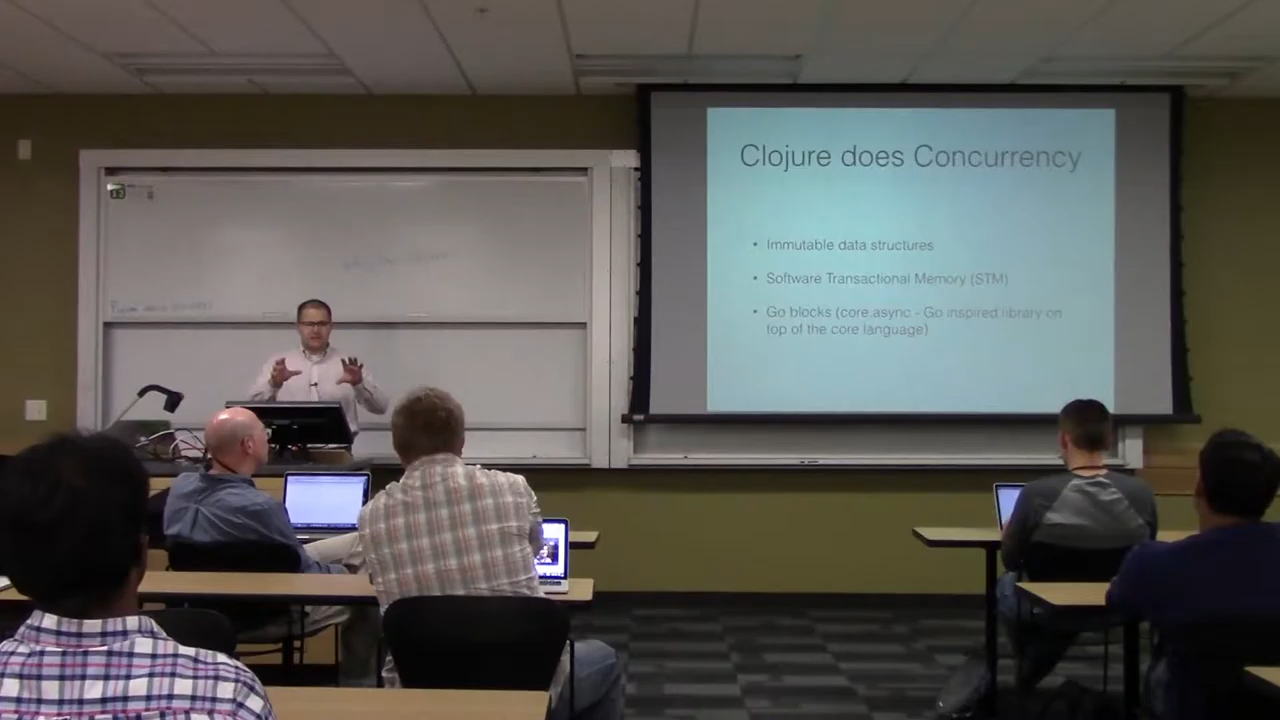 Clojure does Concurrency
• Immutable data structures
• Software Transactional Memory (STM)
• Go blocks (core.async - Go inspired library on
top of the core language)